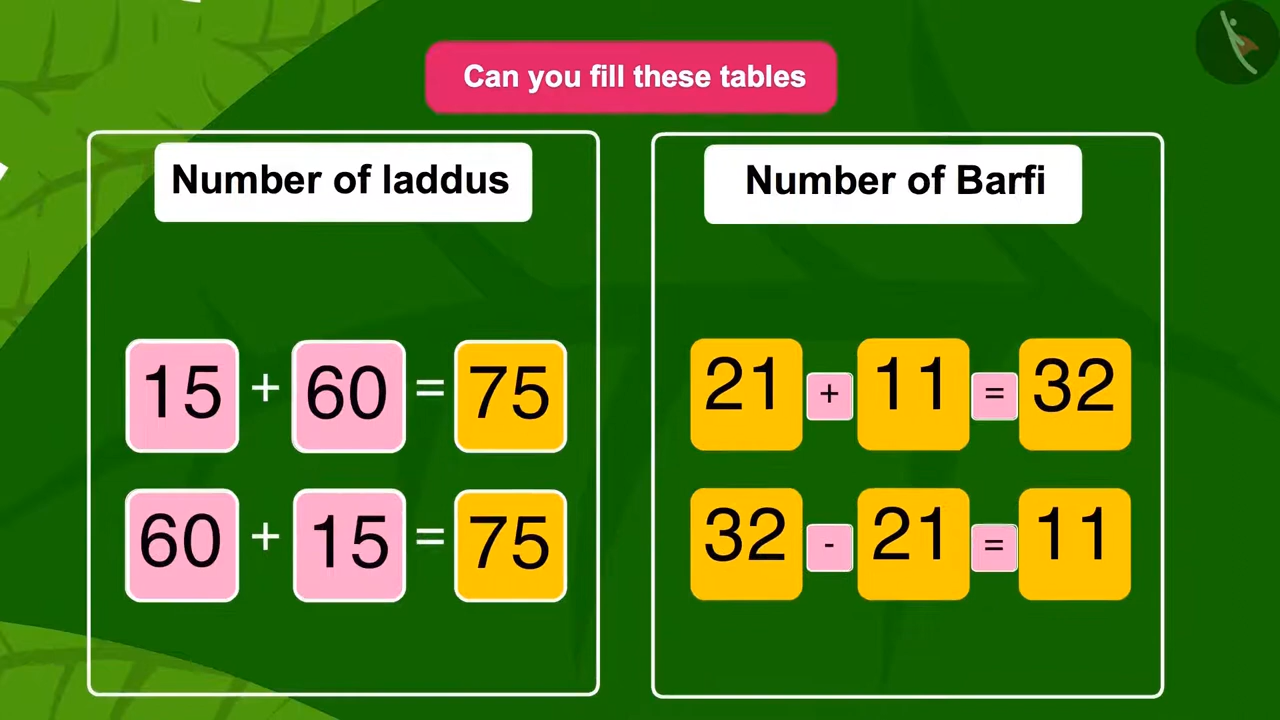 Can you fill these tables
Number of laddus
15 + 60 = 75
60 + 15 = 75
Number of Barfi
21 + 11 = 32
32 - 21 = 11